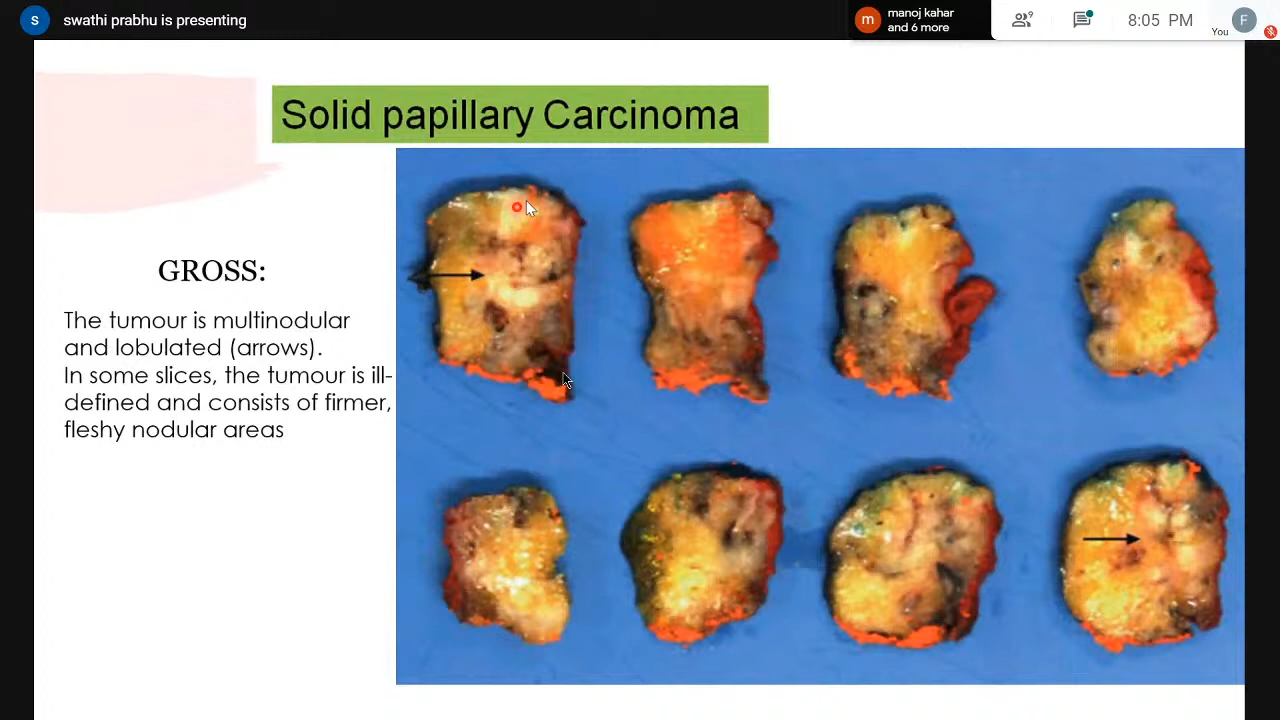 S
swathi prabhu is presenting
m
manoj kahar
and 6 more
9
8:05 PM
You
F
Solid papillary Carcinoma
GROSS:
The tumour is multinodular
and lobulated (arrows).
In some slices, the tumour is ill-
defined and consists of firmer,
fleshy nodular areas